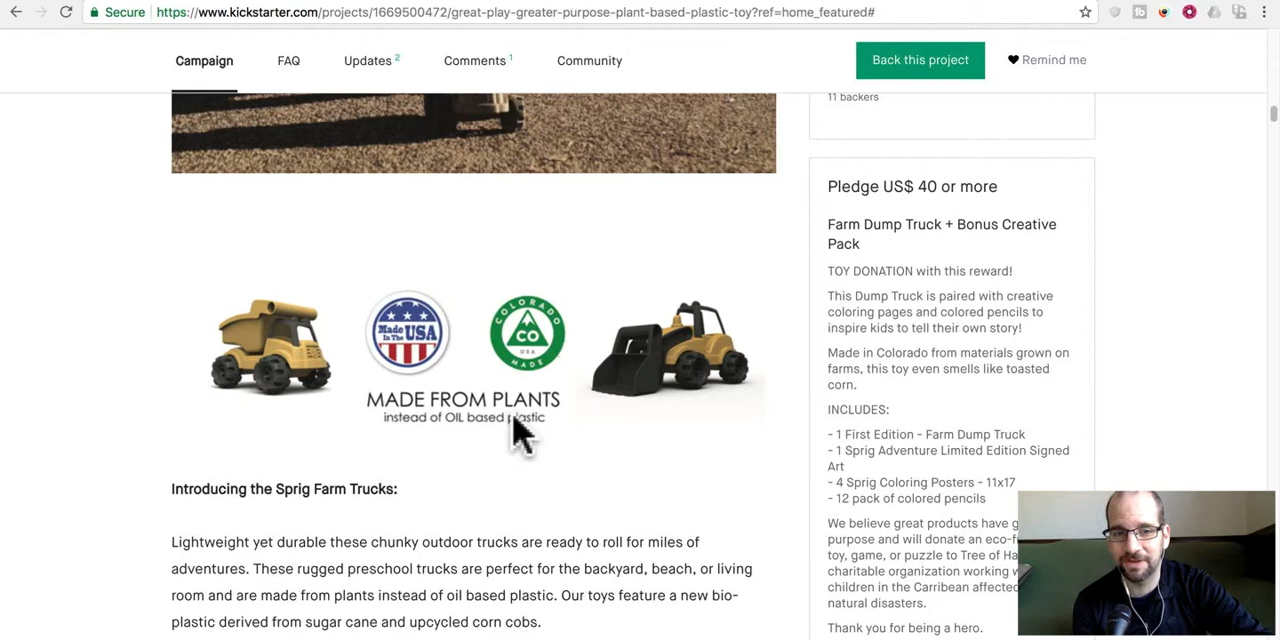 Secure
https://www.kickstarter.com/projects/1669500472/great-play-greater-purpose-plant-based-plastic-toy?ref=home_featured#
Campaign
FAQ
Updates 2
Comments 1
Community
Back this project
Remind me
11 backers
Made
In The USA
COLORADO
CO
USA
MADE
MADE FROM PLANTS
instead of OIL based plastic
Introducing the Sprig Farm Trucks:
Lightweight yet durable these chunky outdoor trucks are ready to roll for miles of
adventures. These rugged preschool trucks are perfect for the backyard, beach, or living
room and are made from plants instead of oil based plastic. Our toys feature a new bio-
plastic derived from sugar cane and upcycled corn cobs.
Pledge US$ 40 or more
Farm Dump Truck + Bonus Creative
Pack
TOY DONATION with this reward!
This Dump Truck is paired with creative
coloring pages and colored pencils to
inspire kids to tell their own story!
Made in Colorado from materials grown on
farms, this toy even smells like toasted
corn.
INCLUDES:
- 1 First Edition - Farm Dump Truck
- 1 Sprig Adventure Limited Edition Signed
Art
- 4 Sprig Coloring Posters - 11x17
- 12 pack of colored pencils
We believe great products have
purpose and will donate an
toy, game, or puzzle to Tree of
charitable organization working
children in the Carribean affected
natural disasters.
Thank you for being a hero.